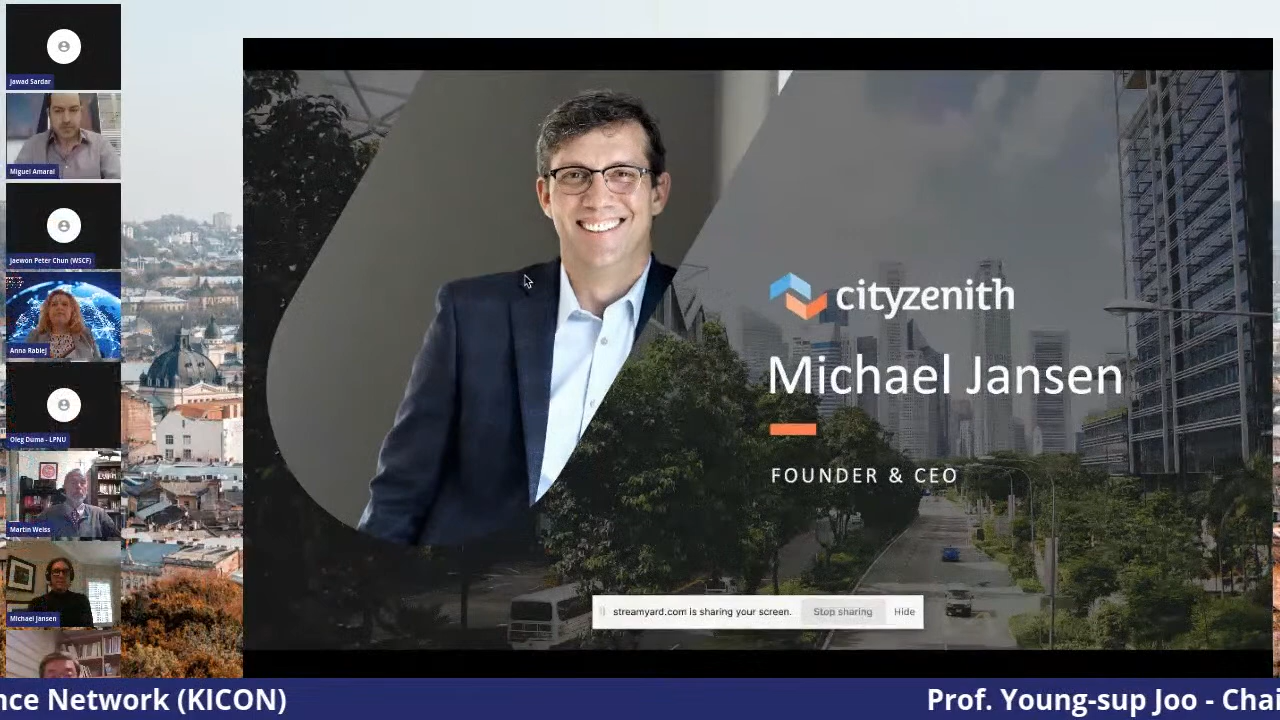 Jawad Sardar
Miguel Amaral
Jaewon Peter Chun (WSCF)
Anna Rabiej
Oleg Duma - LPNU
Martin Weiss
Michael Jansen
cityzenith
Michael Jansen
FOUNDER & CEO
streamyard.com is sharing your screen. Stop sharing Hide
nce Network (KICON) Prof. Young-sup Joo - Chai